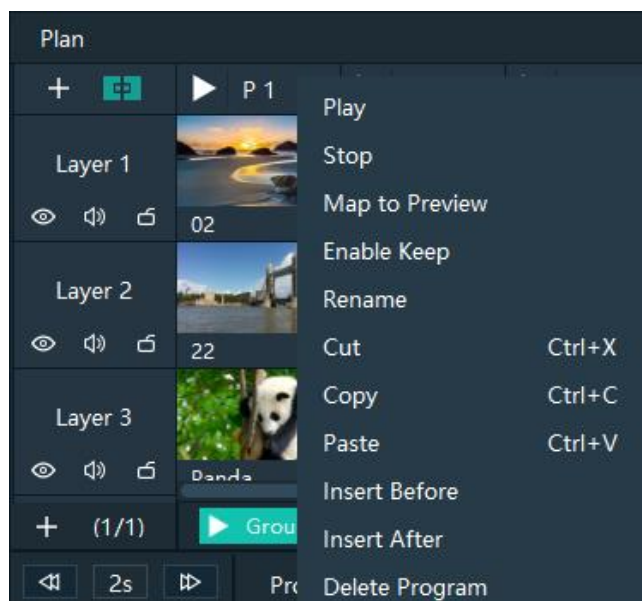 Plan
P 1
Layer 1
02
Layer 2
22
Layer 3
Panda
(1/1)
2s
Play
Stop
Map to Preview
Enable Keep
Rename
Cut Ctrl+X
Copy Ctrl+C
Paste Ctrl+V
Insert Before
Insert After
Delete Program